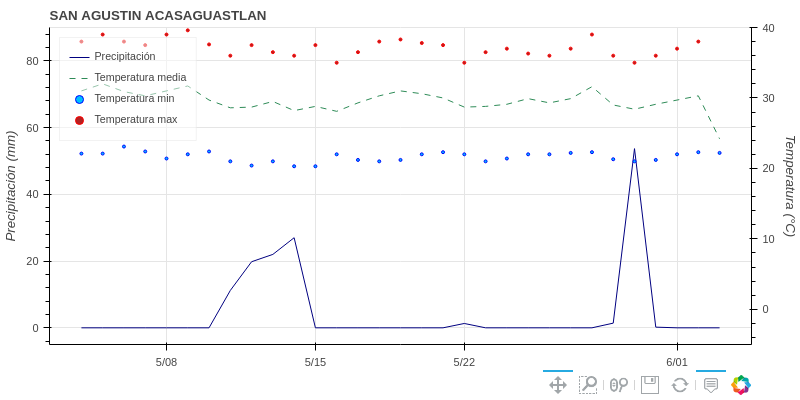 SAN AGUSTIN ACASAGUASTLAN
Precipitación
Temperatura media
Temperatura min
Temperatura max
Precipitación (mm)
80
60
40
20
0
Temperatura (°C)
40
30
20
10
0
5/08
5/15
5/22
6/01